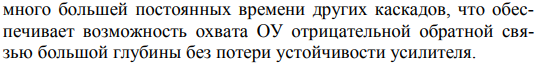 много большей постоянных времени других каскадов, что обес-
печивает возможность охвата ОУ отрицательной обратной свя-
зью большой глубины без потери устойчивости усилителя.